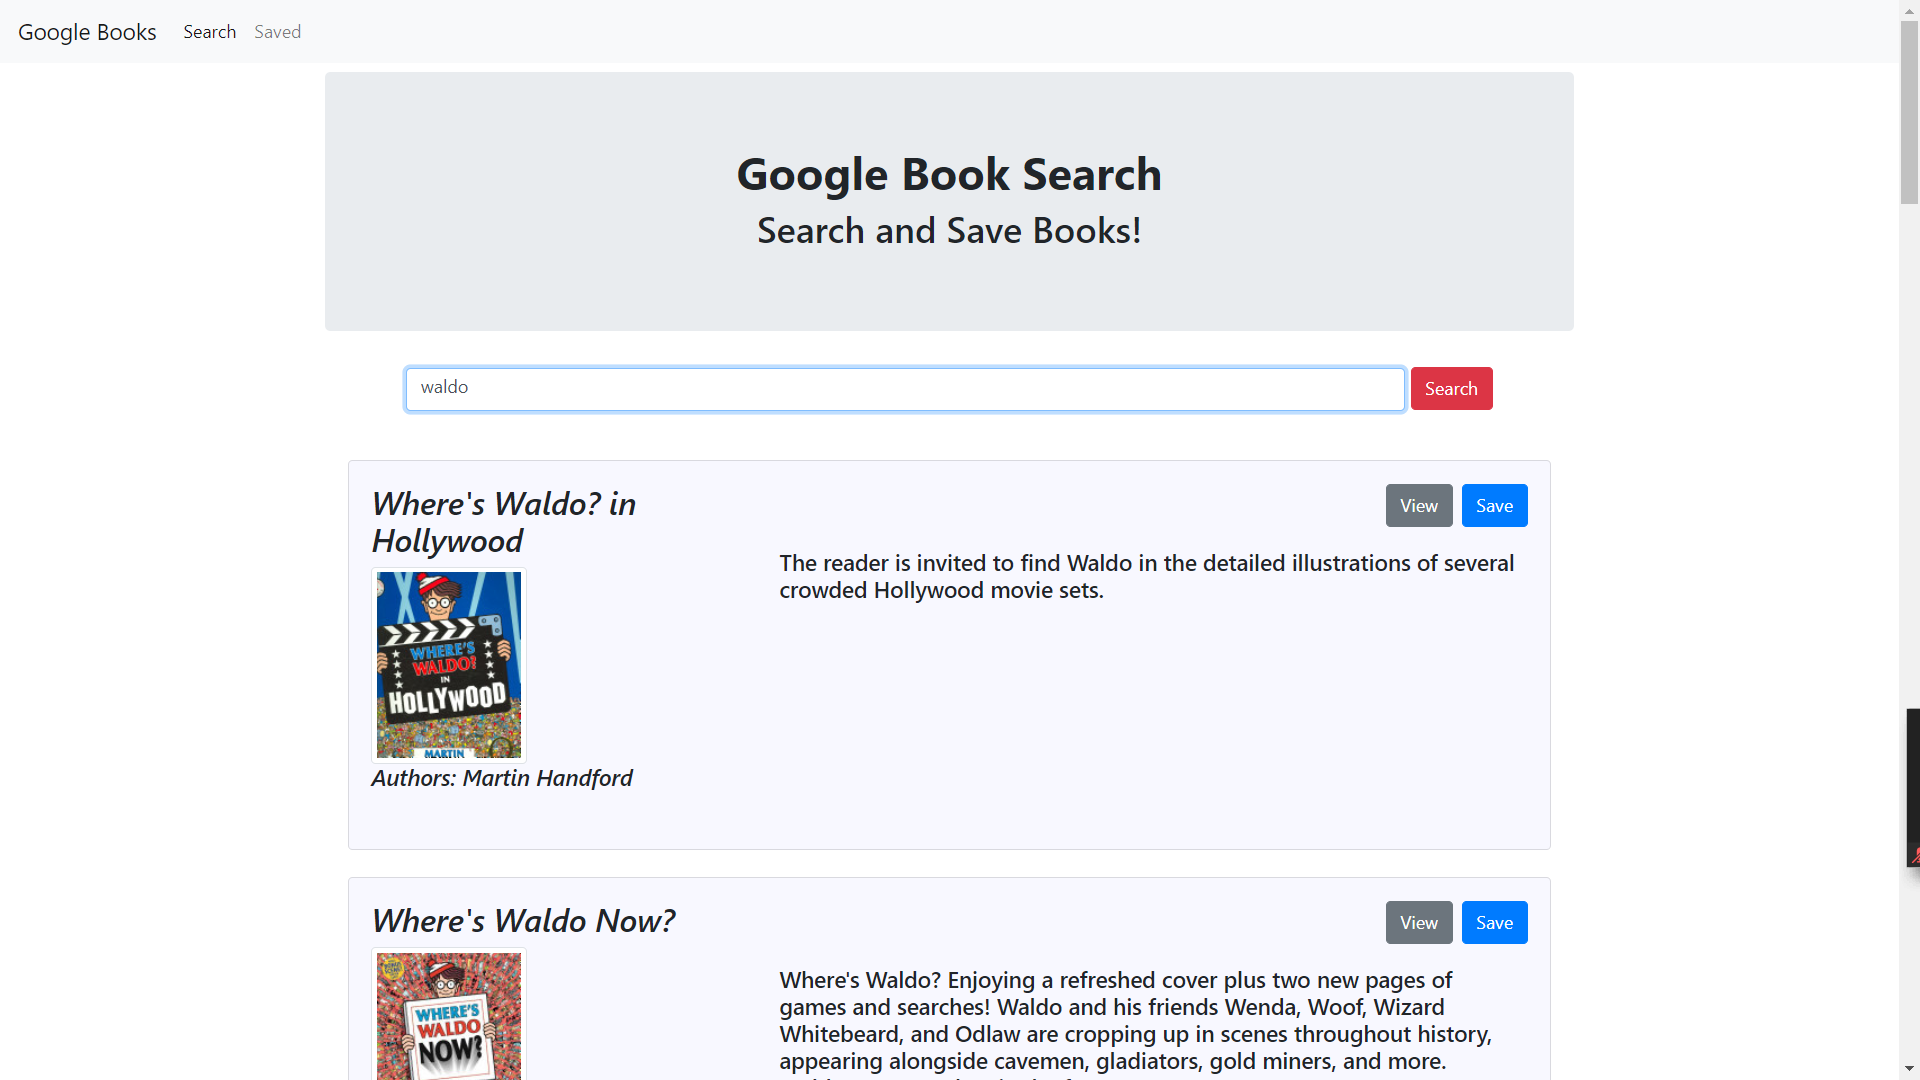 Google Books Search Saved
Google Book Search
Search and Save Books!
waldo Search
Where's Waldo? in
Hollywood
View Save
The reader is invited to find Waldo in the detailed illustrations of several
crowded Hollywood movie sets.
WHERE'S
WALDO?
IN
HOLLYWOOD
MARTIN
Authors: Martin Handford
Where's Waldo Now?
View Save
WHERE'S
WALDO
NOW?
Where's Waldo? Enjoying a refreshed cover plus two new pages of
games and searches! Waldo and his friends Wenda, Woof, Wizard
Whitebeard, and Odlaw are cropping up in scenes throughout history,
appearing alongside cavemen, gladiators, gold miners, and more.